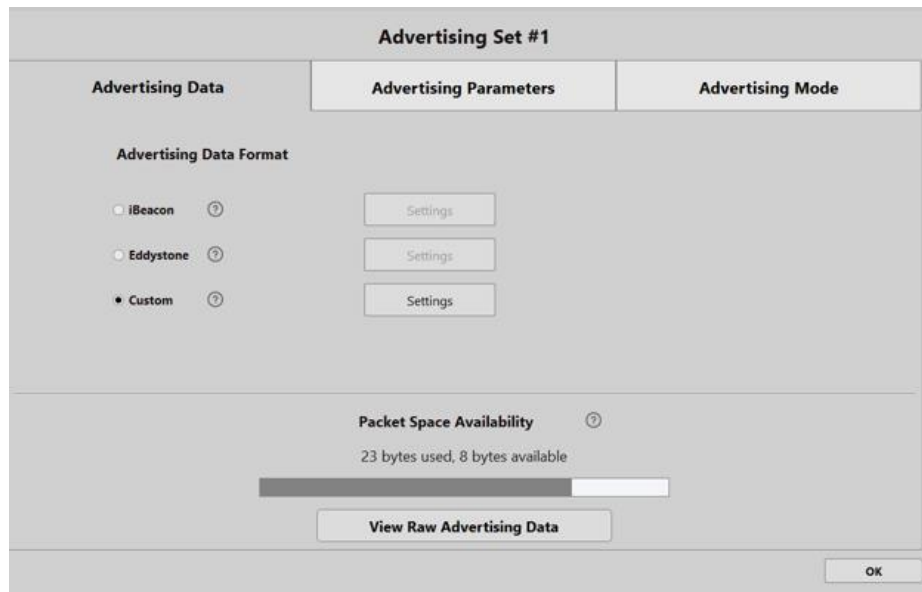 Advertising Set #1
Advertising Data Advertising Parameters Advertising Mode
Advertising Data Format
iBeacon ? Settings
Eddystone ? Settings
Custom ? Settings
Packet Space Availability ?
23 bytes used, 8 bytes available
View Raw Advertising Data
OK